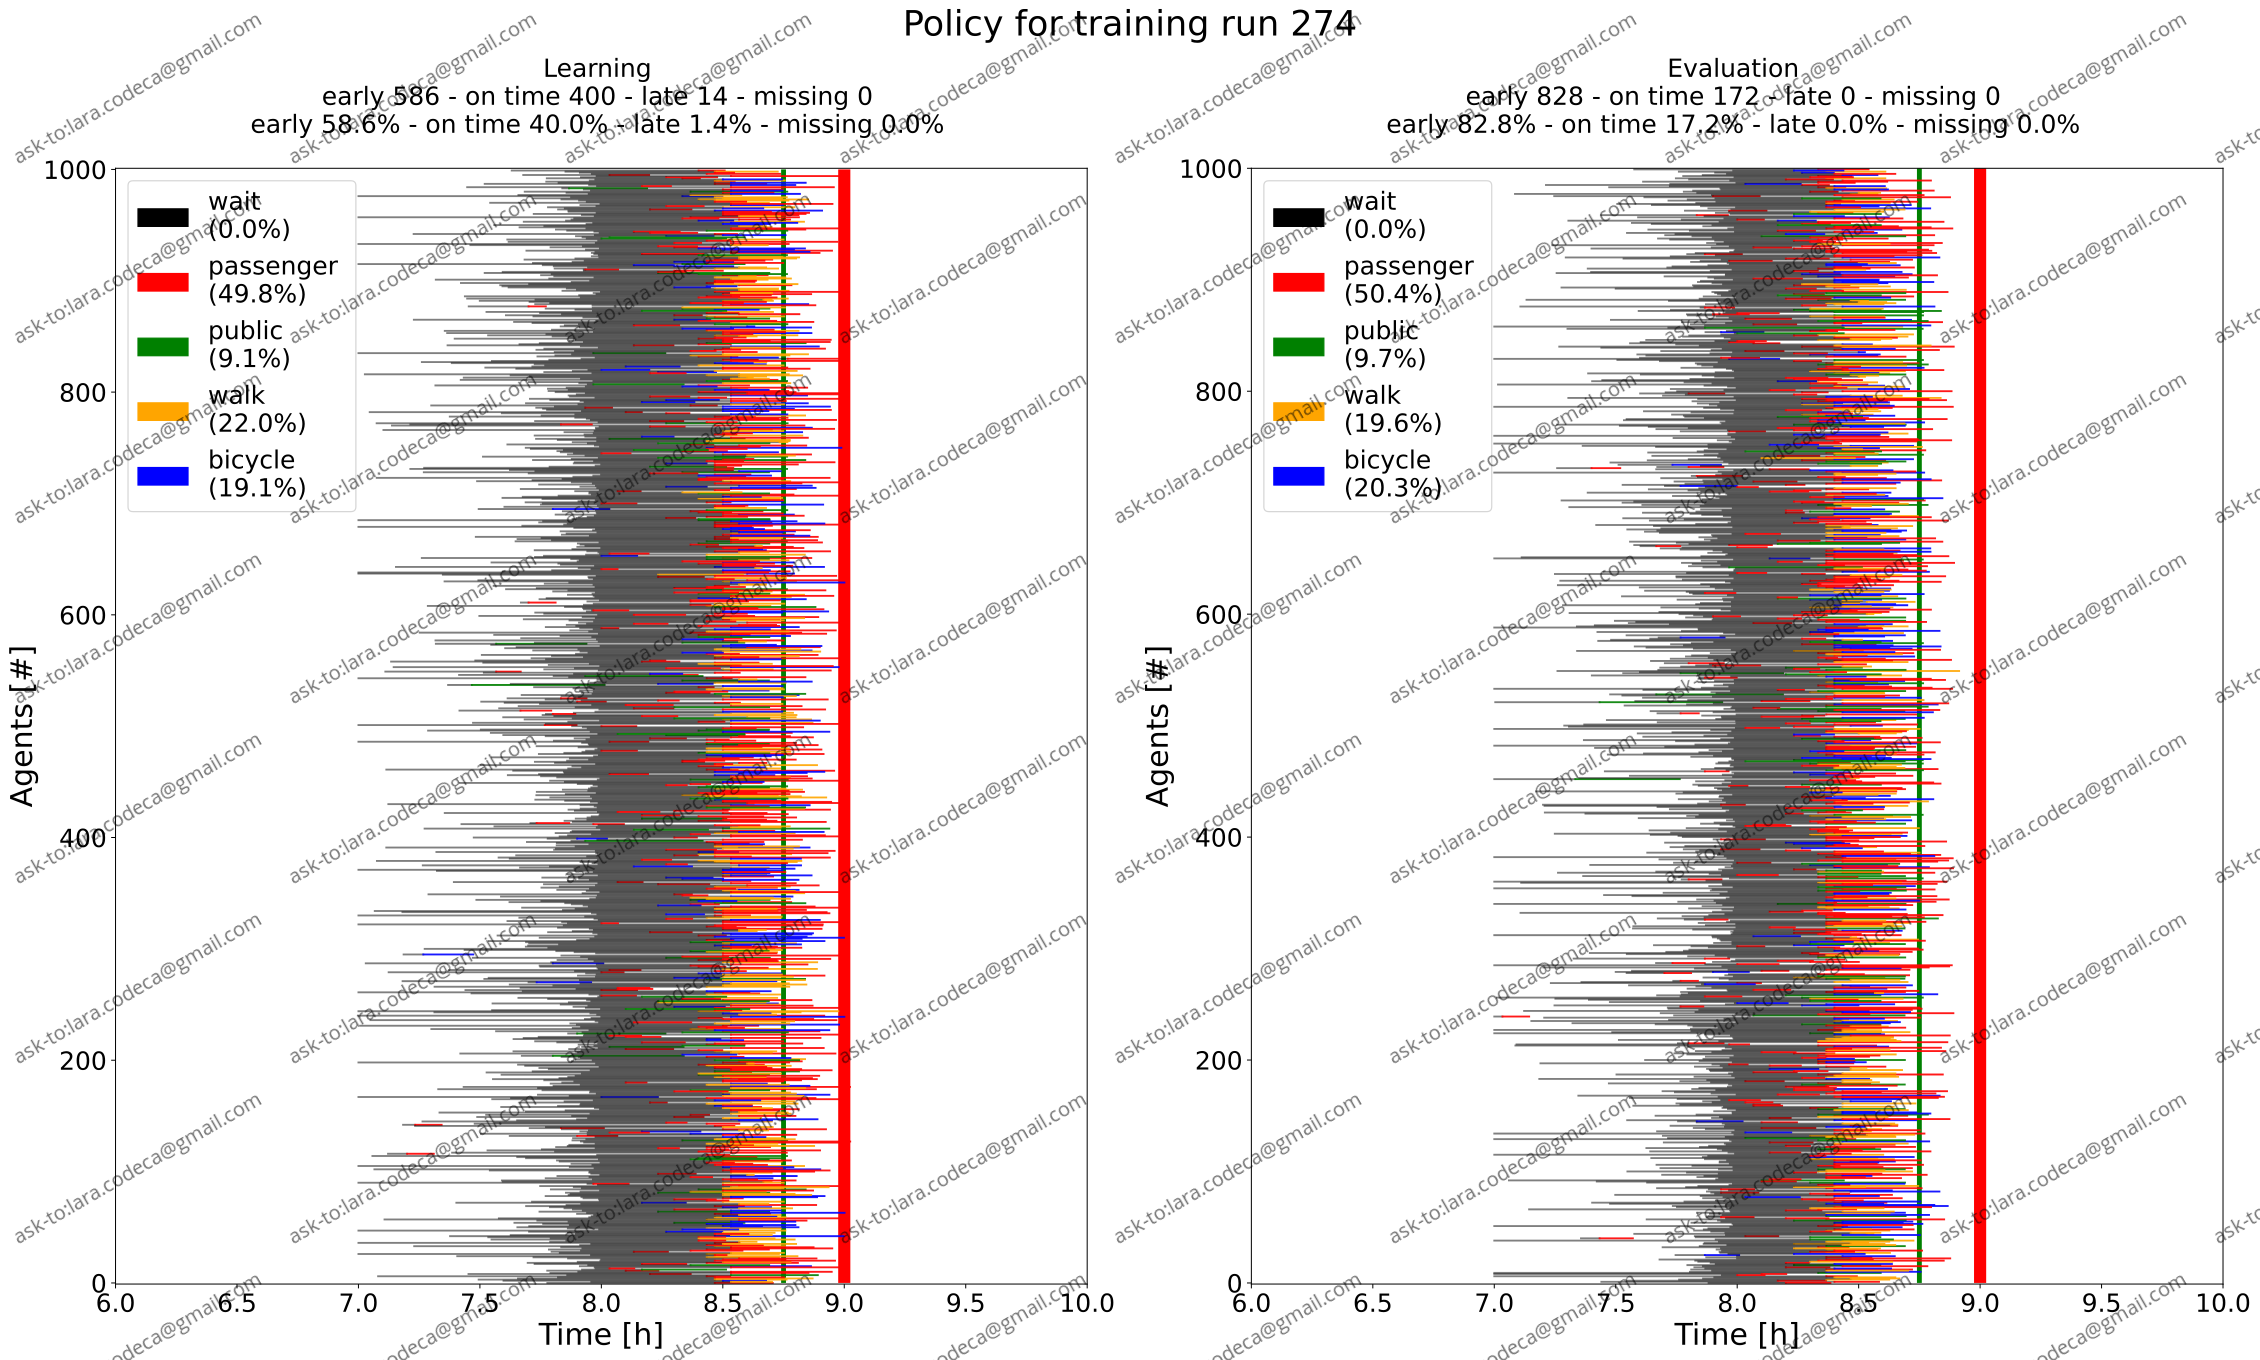 Policy for training run 274
Learning
early 586 - on time 400 - late 14 - missing 0
early 58.6% - on time 40.0% - late 1.4% - missing 0.0%
1000
800
600
400
200
0
Agents [#]
wait
(0.0%)
passenger
(49.8%)
public
(9.1%)
walk
(22.0%)
bicycle
(19.1%)
6.0 6.5 7.0 7.5 8.0 8.5 9.0 9.5 10.0
Time [h]
Evaluation
early 828 - on time 172 - late 0 - missing 0
early 82.8% - on time 17.2% - late 0.0% - missing 0.0%
1000
800
600
400
200
0
Agents [#]
wait
(0.0%)
passenger
(50.4%)
public
(9.7%)
walk
(19.6%)
bicycle
(20.3%)
6.0 6.5 7.0 7.5 8.0 8.5 9.0 9.5 10.0
Time [h]
ask-to:lara.codeca@gmail.com